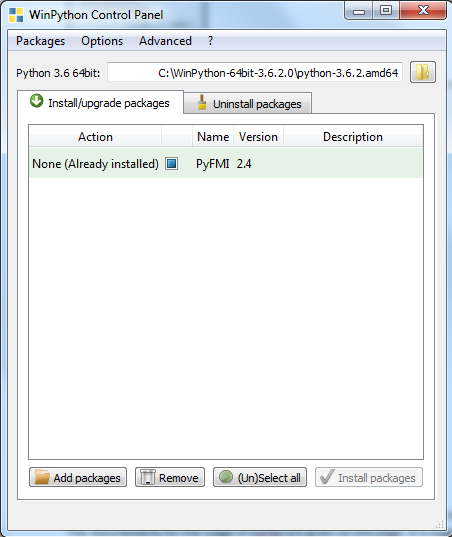 WinPython Control Panel
Packages Options Advanced ?
Python 3.6 64bit: C:\WinPython-64bit-3.6.2.0\python-3.6.2.amd64
Install/upgrade packages Uninstall packages
Action Name Version Description
None (Already installed) PyFMI 2.4
Add packages Remove (Un)Select all Install packages